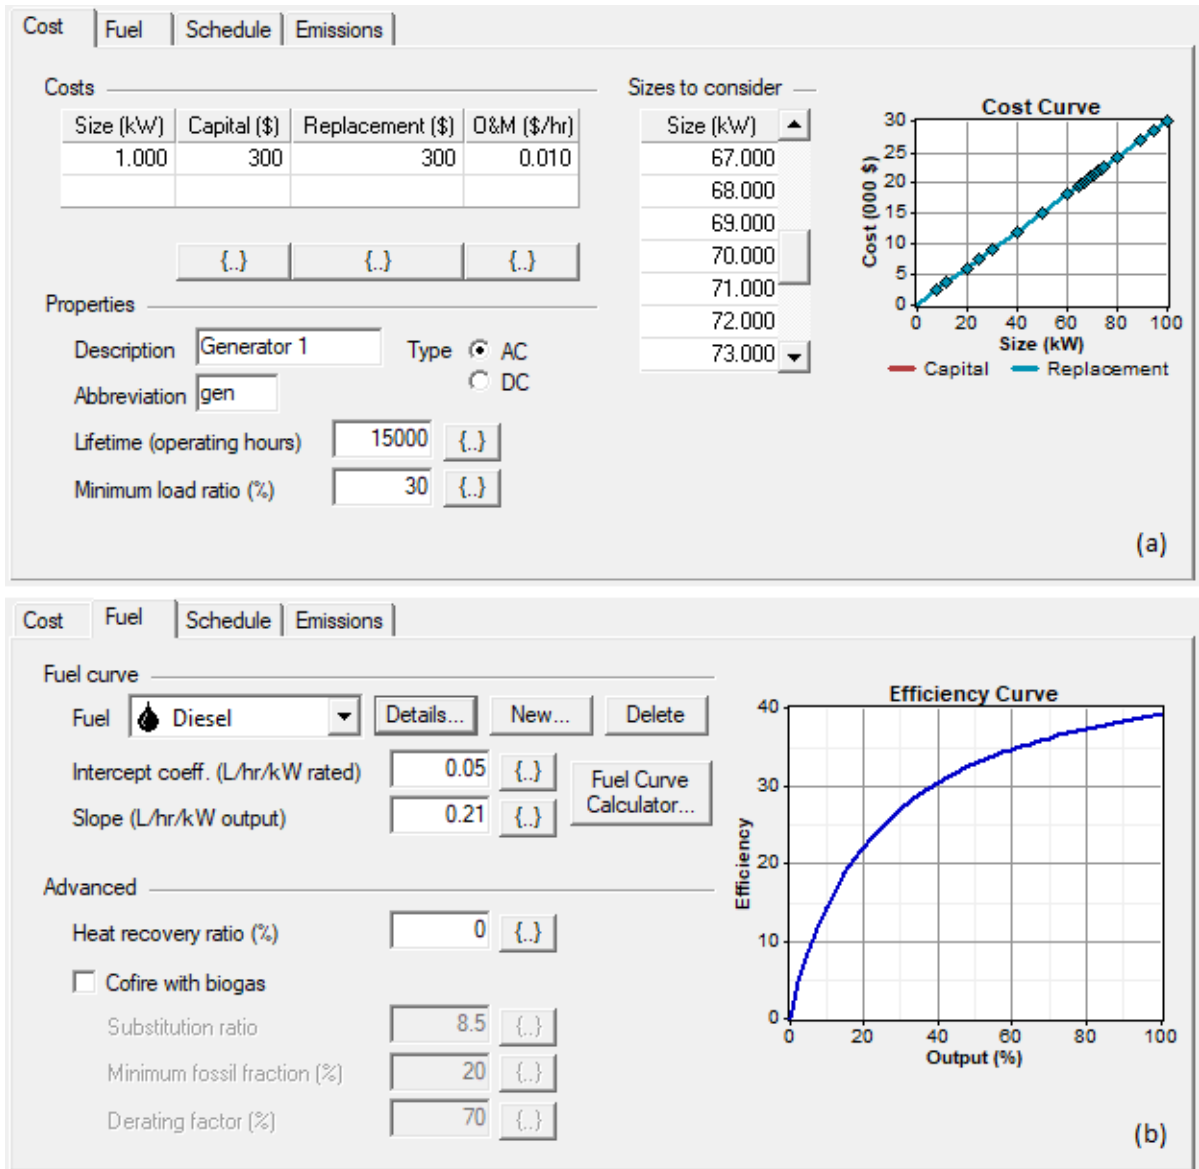 Cost Fuel Schedule Emissions
Costs
Size (kW) Capital ($) Replacement ($) O&M ($/hr)
1.000 300 300 0.010
{..} {..} {..}
Properties
Description Generator 1 Type AC
DC
Abbreviation gen
Lifetime (operating hours) 15000 {..}
Minimum load ratio (%) 30 {..}
Sizes to consider
Size (kW)
67.000
68.000
69.000
70.000
71.000
72.000
73.000
Cost Curve
Cost (000 $)
30
25
20
15
10
5
0
0 20 40 60 80 100
Size (kW)
Capital Replacement
(a)
Cost Fuel Schedule Emissions
Fuel curve
Fuel Diesel Details... New... Delete
Intercept coeff. (L/hr/kW rated) 0.05 {..}
Slope (L/hr/kW output) 0.21 {..}
Fuel Curve
Calculator...
Advanced
Heat recovery ratio (%) 0 {..}
Cofire with biogas
Substitution ratio 8.5 {..}
Minimum fossil fraction (%) 20 {..}
Derating factor (%) 70 {..}
Efficiency Curve
Efficiency
40
30
20
10
0
0 20 40 60 80 100
Output (%)
(b)